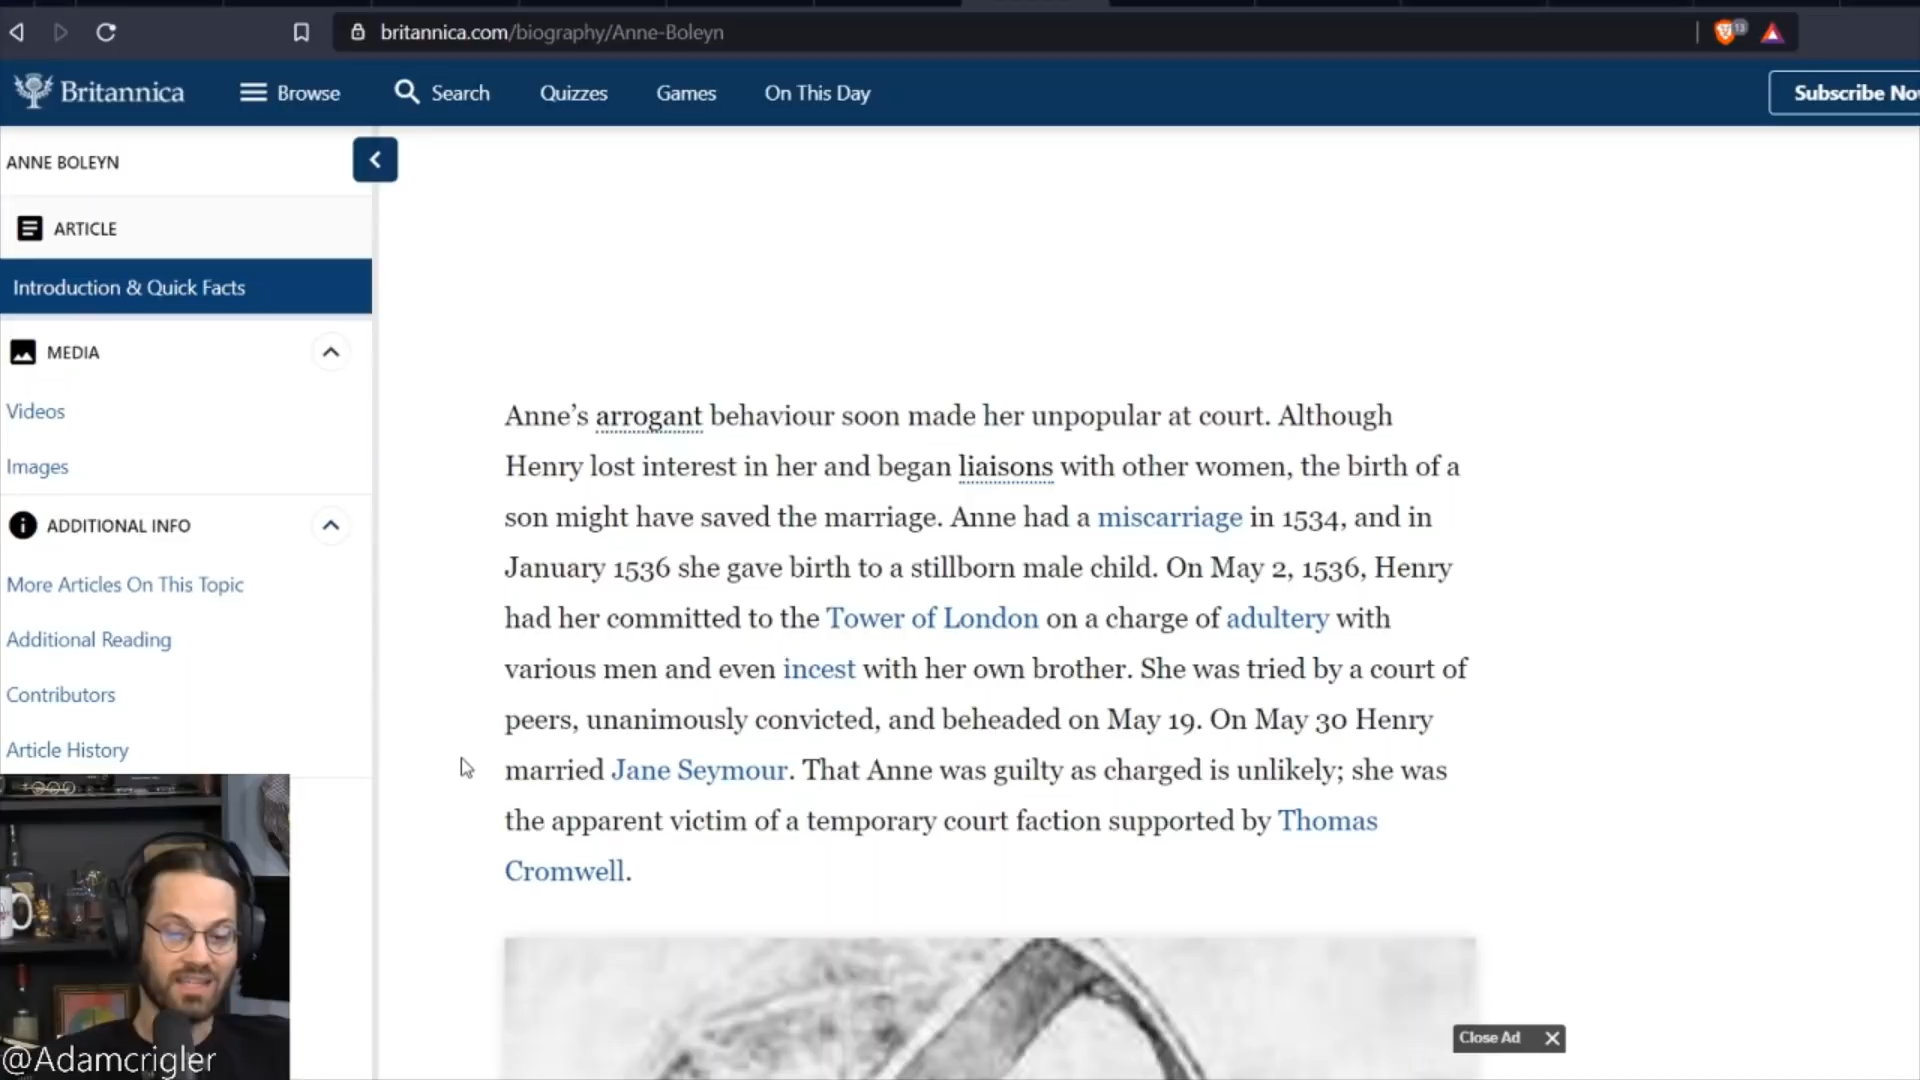 britannica.com/biography/Anne-Boleyn
13
Britannica
Browse
Search
Quizzes
Games
On This Day
Subscribe No
ANNE BOLEYN
ARTICLE
Introduction & Quick Facts
MEDIA
Videos
Images
ADDITIONAL INFO
More Articles On This Topic
Additional Reading
Contributors
Article History
Anne’s arrogant behaviour soon made her unpopular at court. Although
Henry lost interest in her and began liaisons with other women, the birth of a
son might have saved the marriage. Anne had a miscarriage in 1534, and in
January 1536 she gave birth to a stillborn male child. On May 2, 1536, Henry
had her committed to the Tower of London on a charge of adultery with
various men and even incest with her own brother. She was tried by a court of
peers, unanimously convicted, and beheaded on May 19. On May 30 Henry
married Jane Seymour. That Anne was guilty as charged is unlikely; she was
the apparent victim of a temporary court faction supported by Thomas
Cromwell.
Close Ad
@Adamcrigler